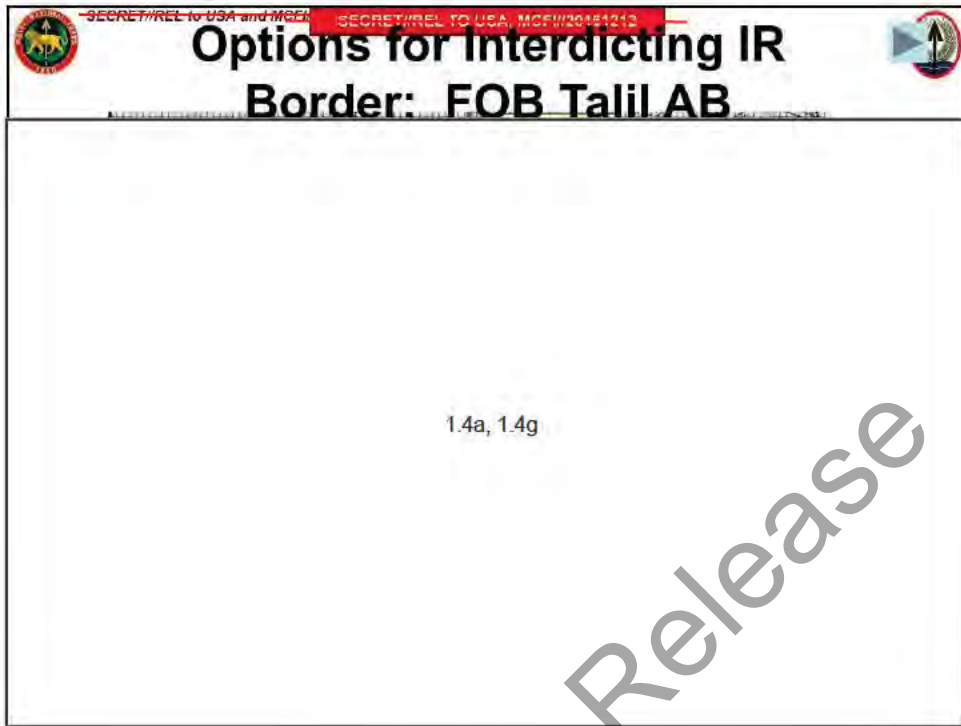 SECRET//REL to USA and MCFI
SECRET//REL TO USA, MCFI//20151212
Options for Interdicting IR
Border: FOB Talil AB
1.4a, 1.4g
Release